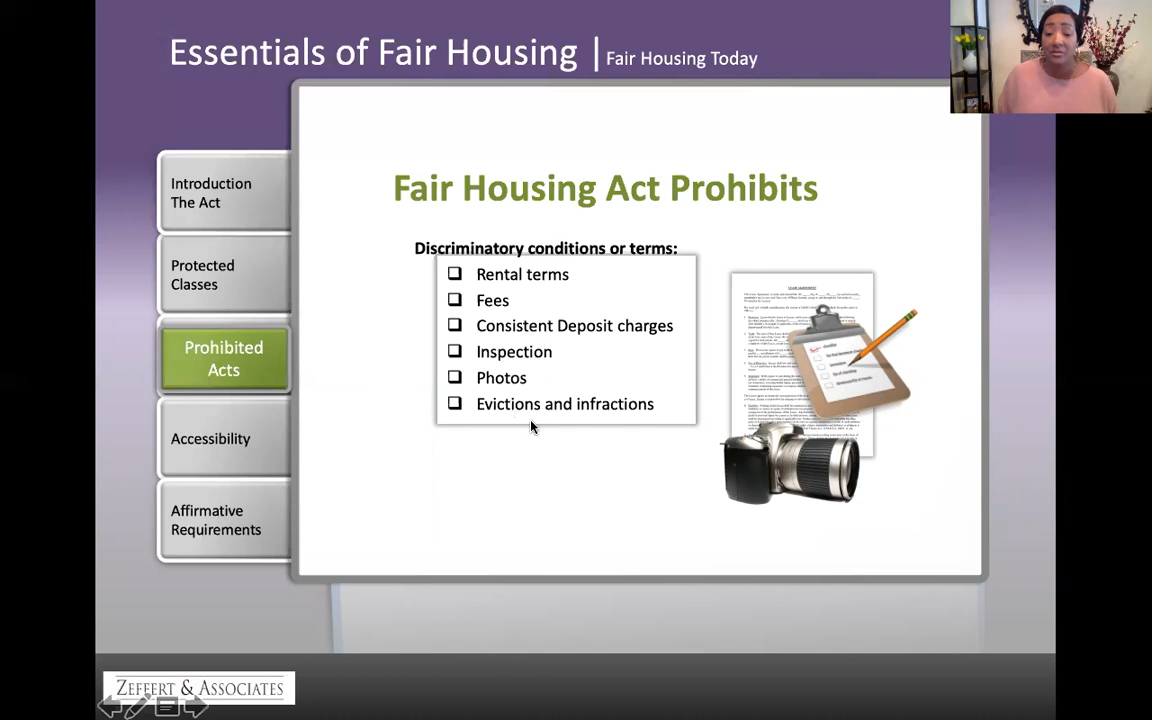 Essentials of Fair Housing | Fair Housing Today
Introduction
The Act
Protected
Classes
Prohibited
Acts
Accessibility
Affirmative
Requirements
Fair Housing Act Prohibits
Discriminatory conditions or terms:
Rental terms
Fees
Consistent Deposit charges
Inspection
Photos
Evictions and infractions
LEASE AGREEMENT
ZEFFERT & ASSOCIATES